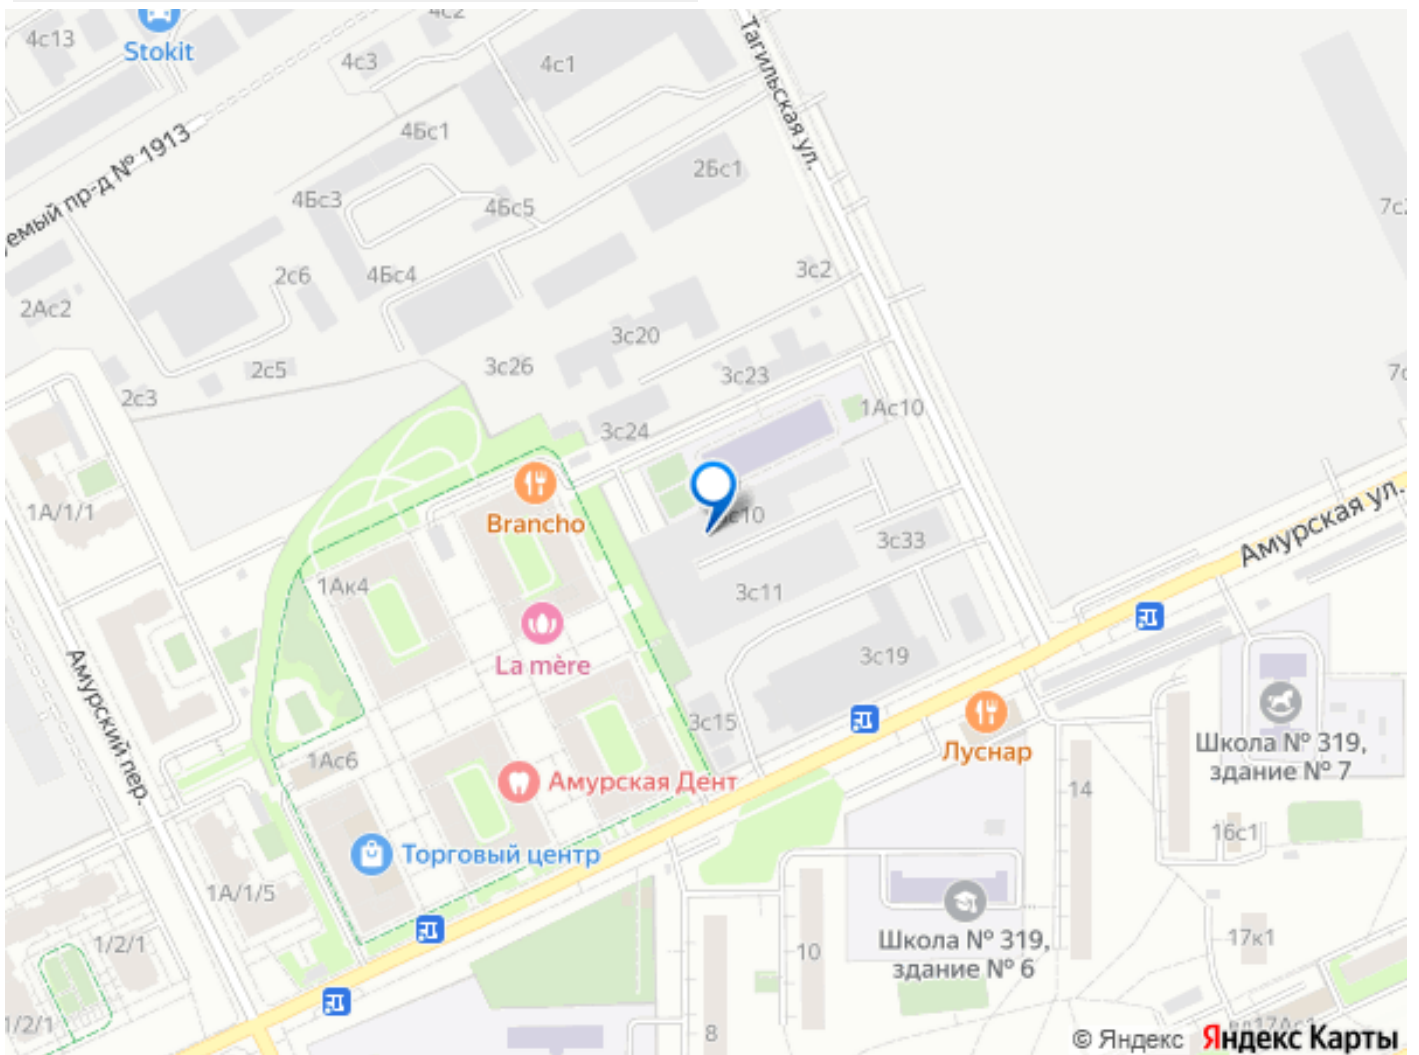 4с2
4с13
Stokit
4с3
4с1
Тагильская ул.
4Бс1
емый пр-д № 1913
2Бс1
4Бс3
4Бс5
7с2
3с2
2с6
4Бс4
2Ас2
3с20
3с26
2с5
3с23
7с
2с3
1Ас10
3с24
1А/1/1
Brancho
3с10
Амурская ул.
3с33
1Ак4
3с11
La mère
3с19
Амурский пер.
3с15
Луснар
Школа № 319,
здание № 7
1Ас6
Амурская Дент
14
16с1
Торговый центр
1А/1/5
Школа № 319,
здание № 6
17к1
1/2/1
10
1/2/1
8
вл17Ас1
© Яндекс Яндекс Карты